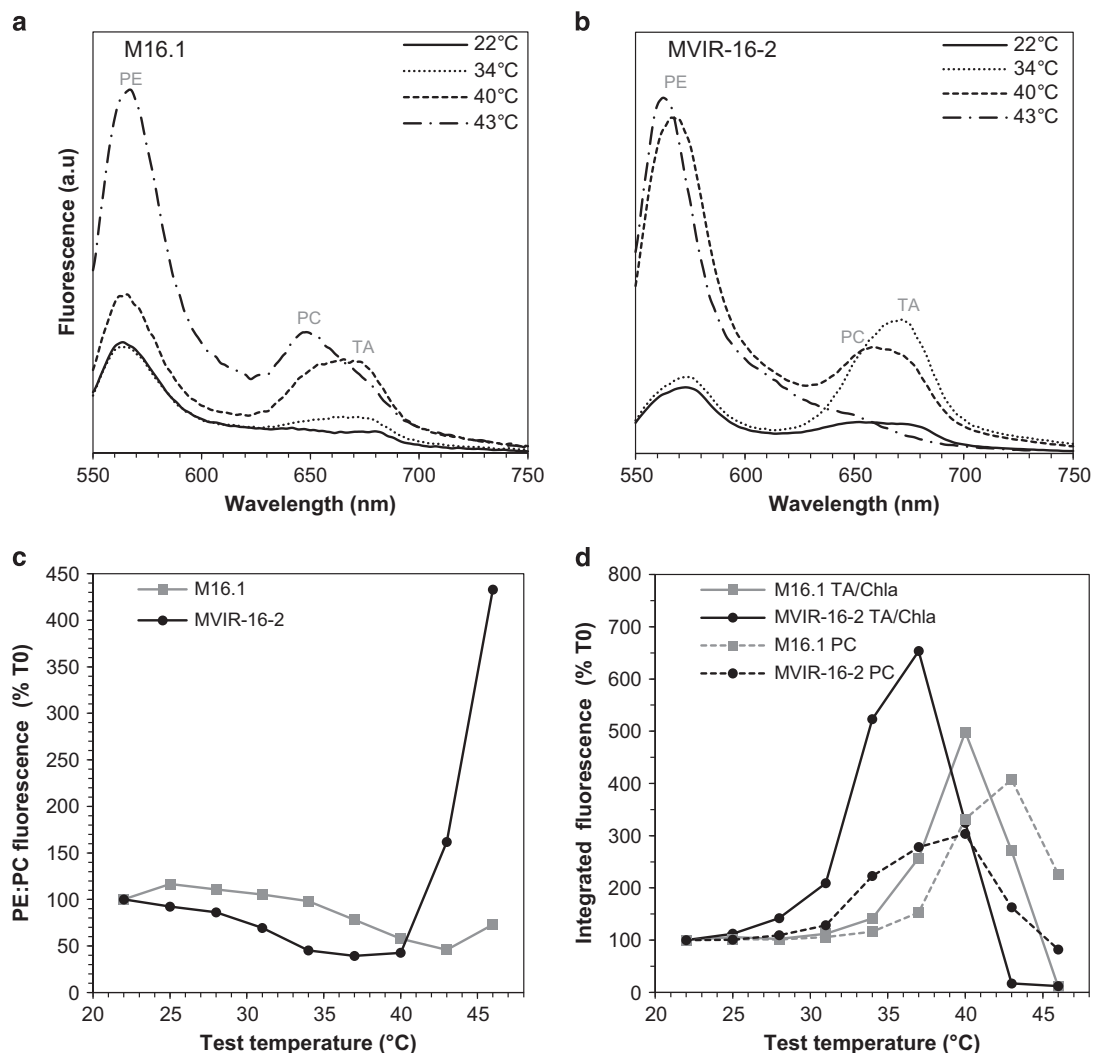 a
M16.1
22°C
34°C
40°C
43°C
PE
PC
TA
Fluorescence (a.u)
550
600
650
700
750
Wavelength (nm)
b
MVIR-16-2
22°C
34°C
40°C
43°C
PE
PC
TA
550
600
650
700
750
Wavelength (nm)
c
M16.1
MVIR-16-2
PE:PC fluorescence (% T0)
450
400
350
300
250
200
150
100
50
0
20
25
30
35
40
45
Test temperature (°C)
d
M16.1 TA/Chla
MVIR-16-2 TA/Chla
M16.1 PC
MVIR-16-2 PC
Integrated fluorescence (% T0)
800
700
600
500
400
300
200
100
0
20
25
30
35
40
45
Test temperature (°C)